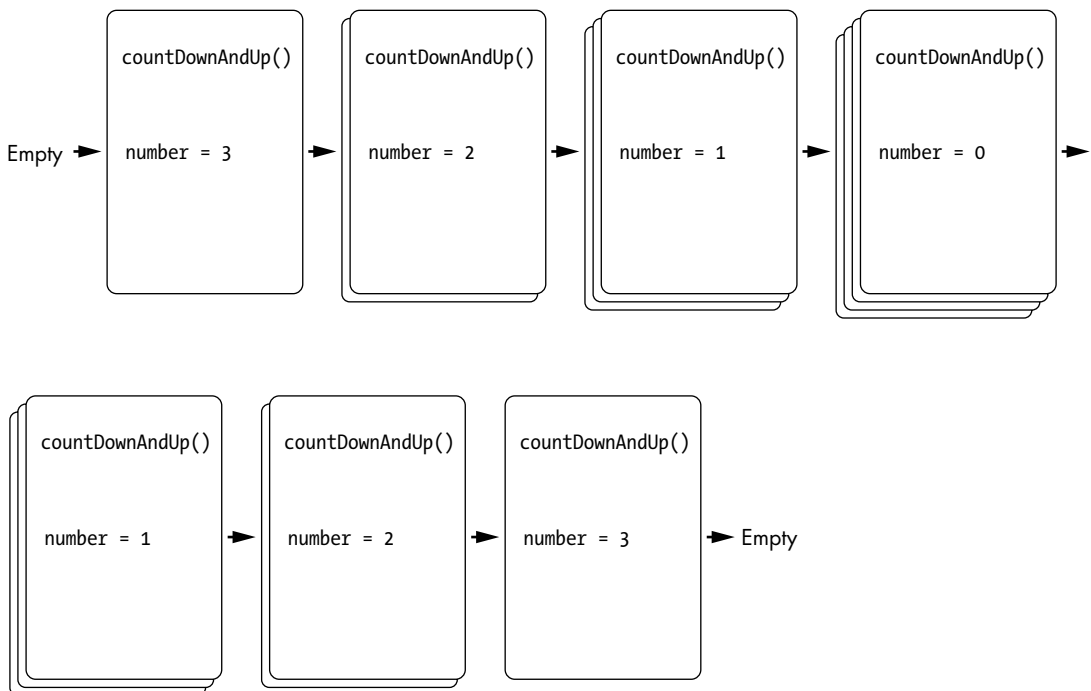 countDownAndUp()
countDownAndUp()
countDownAndUp()
countDownAndUp()
Empty
number = 3
number = 2
number = 1
number = 0
countDownAndUp()
countDownAndUp()
countDownAndUp()
number = 1
number = 2
number = 3
Empty